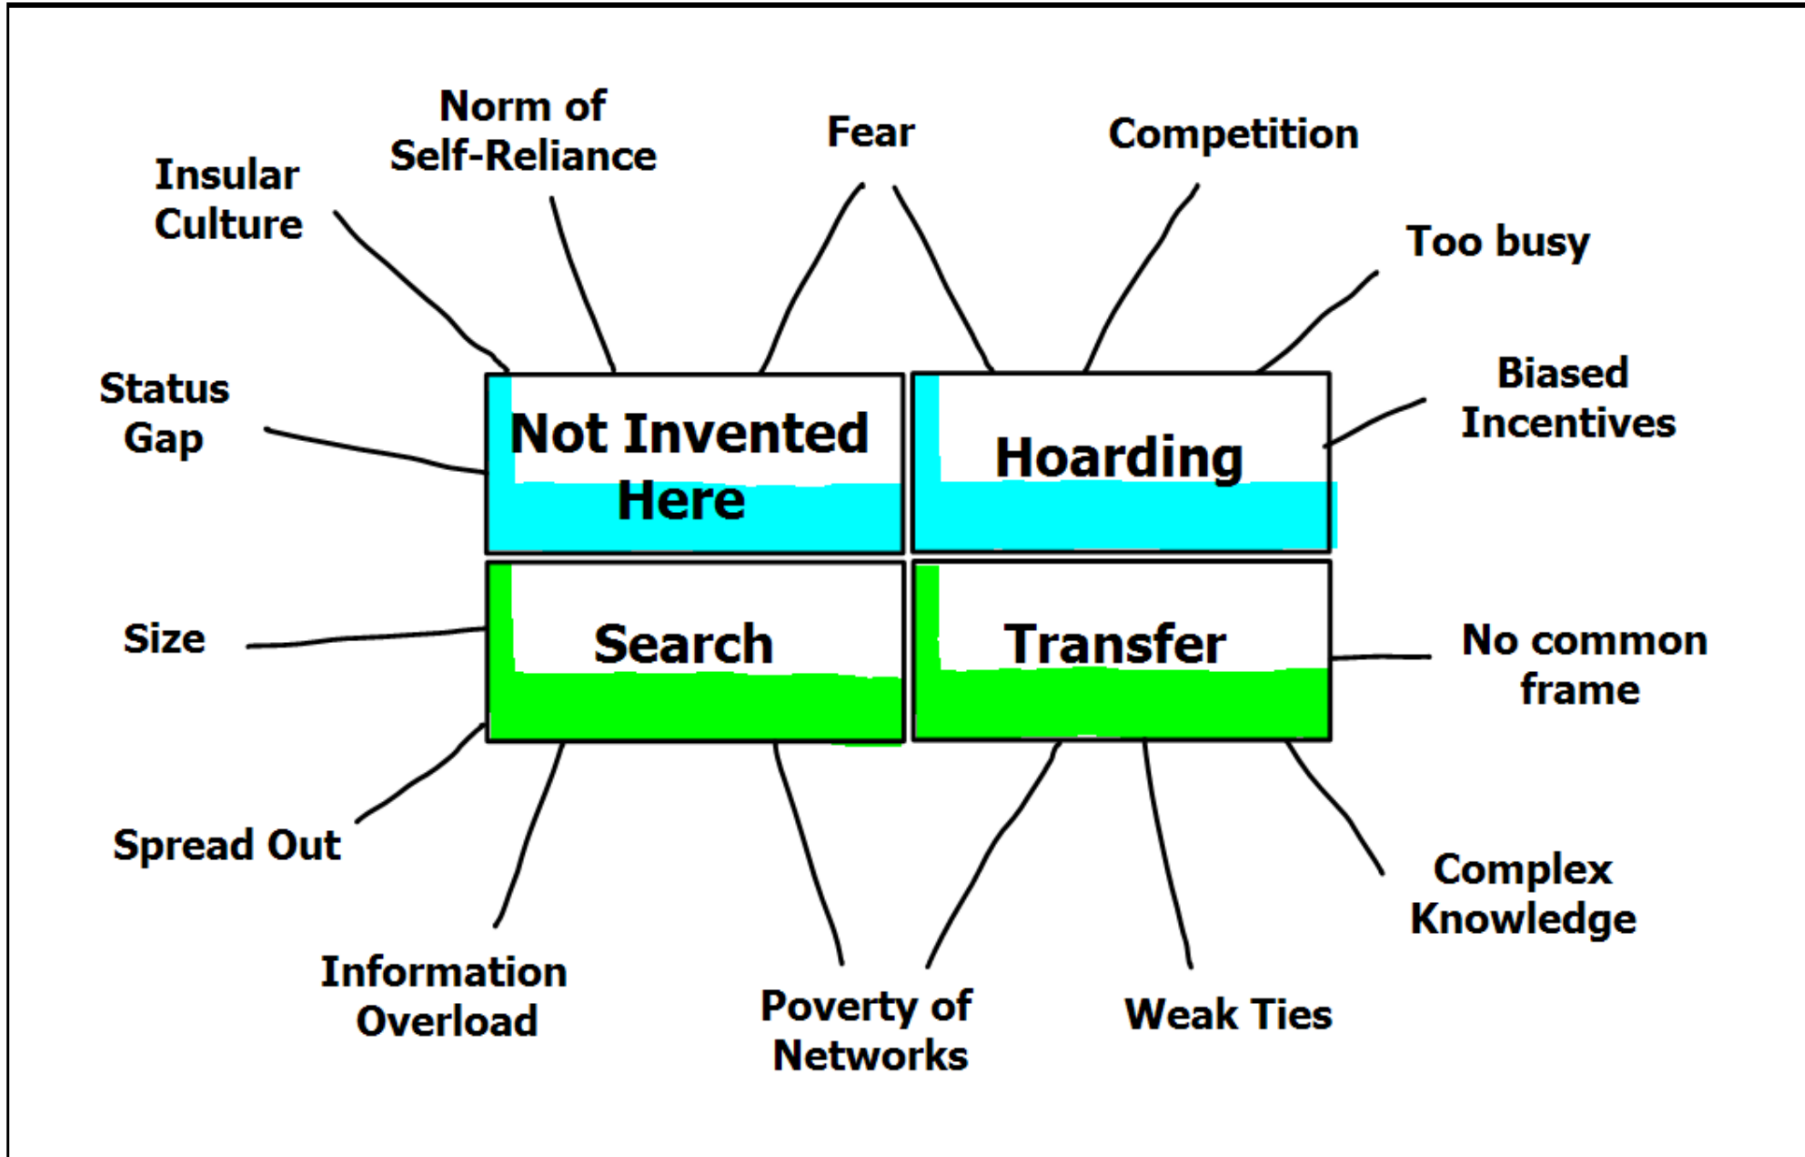 Norm of
Self-Reliance
Fear
Competition
Insular
Culture
Too busy
Status
Gap
Not Invented
Here
Hoarding
Biased
Incentives
Size
Search
Transfer
No common
frame
Spread Out
Complex
Knowledge
Information
Overload
Poverty of
Networks
Weak Ties